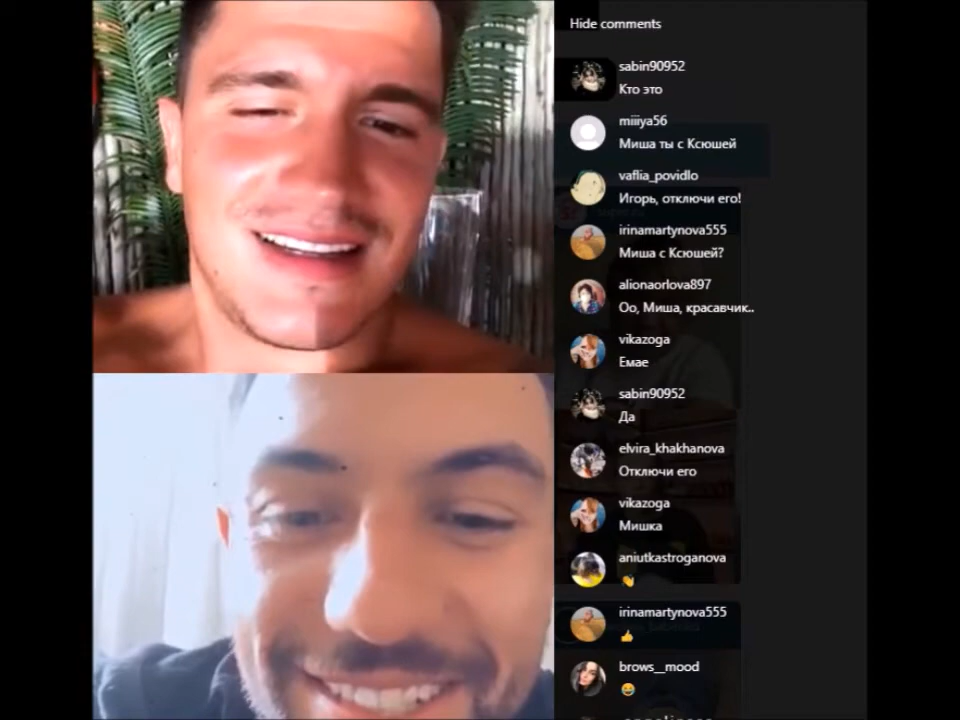 Hide comments
sabin90952
Кто это
miiiya56
Миша ты с Ксюшей
vaflia_povidlo
Игорь, отключи его!
irinamartynova555
Миша с Ксюшей?
alionaorlova897
Оо, Миша, красавчик..
vikazoga
Емае
sabin90952
Да
elvira_khakhanova
Отключи его
vikazoga
Мишка
aniutkastroganova
👏
irinamartynova555
👍
brows__mood
😂